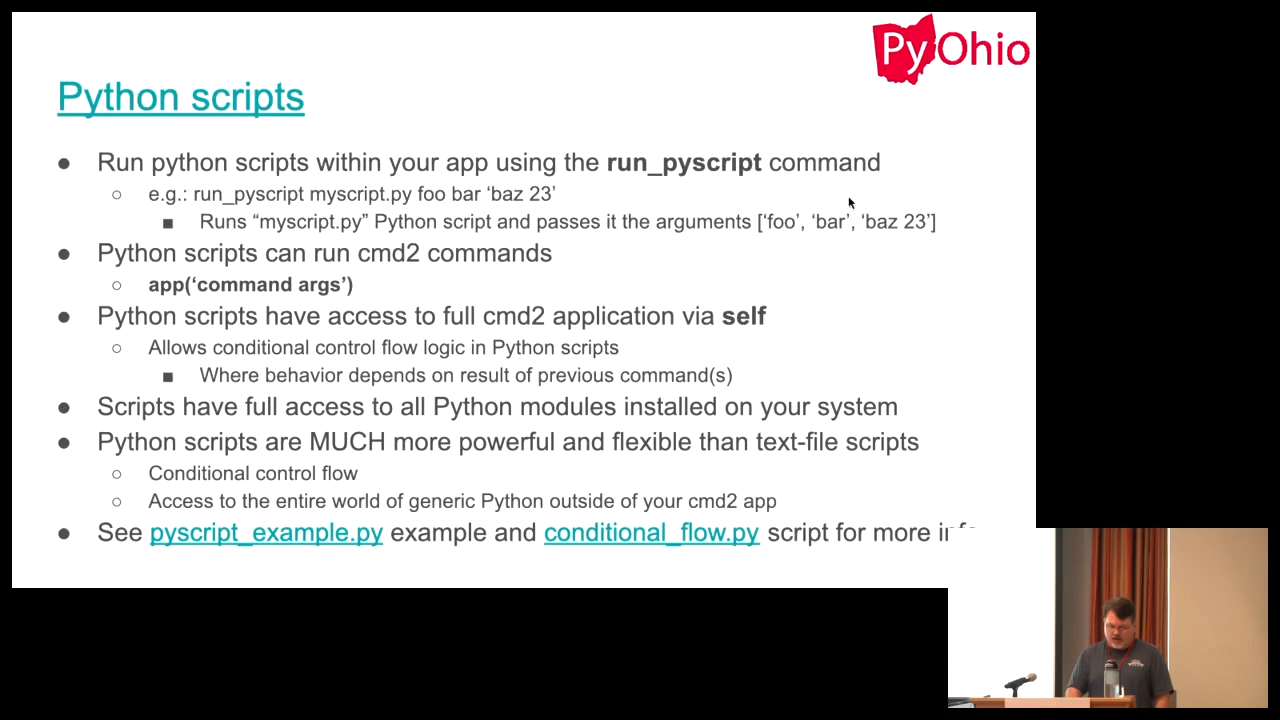 PyOhio
Python scripts
● Run python scripts within your app using the run_pyscript command
○ e.g.: run_pyscript myscript.py foo bar ‘baz 23’
■ Runs “myscript.py” Python script and passes it the arguments [‘foo’, ‘bar’, ‘baz 23’]
● Python scripts can run cmd2 commands
○ app(‘command args’)
● Python scripts have access to full cmd2 application via self
○ Allows conditional control flow logic in Python scripts
■ Where behavior depends on result of previous command(s)
● Scripts have full access to all Python modules installed on your system
● Python scripts are MUCH more powerful and flexible than text-file scripts
○ Conditional control flow
○ Access to the entire world of generic Python outside of your cmd2 app
● See pyscript_example.py example and conditional_flow.py script for more info